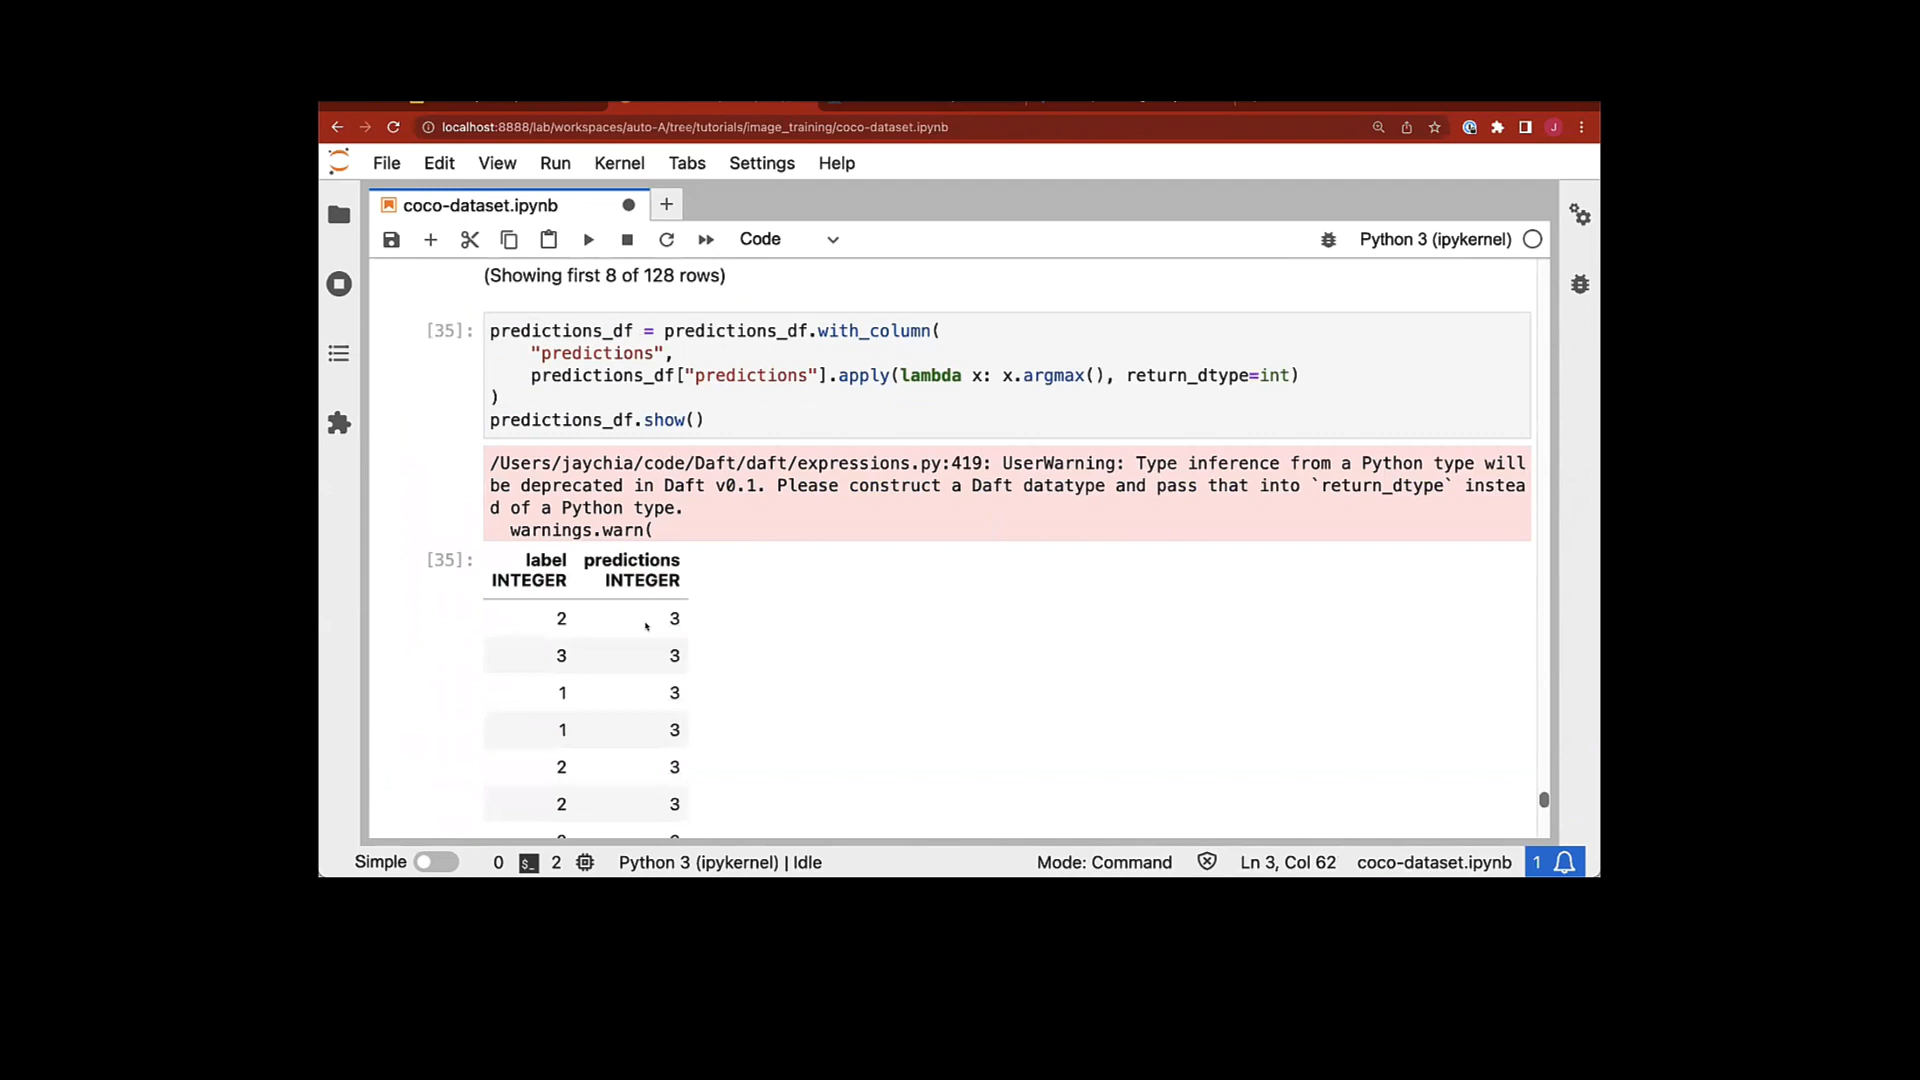 localhost:8888/lab/workspaces/auto-A/tree/tutorials/image_training/coco-dataset.ipynb
J
File Edit View Run Kernel Tabs Settings Help
coco-dataset.ipynb
Code
Python 3 (ipykernel)
(Showing first 8 of 128 rows)
[35]:
predictions_df = predictions_df.with_column(
"predictions",
predictions_df["predictions"].apply(lambda x: x.argmax(), return_dtype=int)
)
predictions_df.show()
/Users/jaychia/code/Daft/daft/expressions.py:419: UserWarning: Type inference from a Python type will
be deprecated in Daft v0.1. Please construct a Daft datatype and pass that into `return_dtype` instea
d of a Python type.
warnings.warn(
[35]:
label predictions
INTEGER INTEGER
2 3
3 3
1 3
1 3
2 3
2 3
Simple 0 $_ 2 Python 3 (ipykernel) | Idle Mode: Command Ln 3, Col 62 coco-dataset.ipynb 1